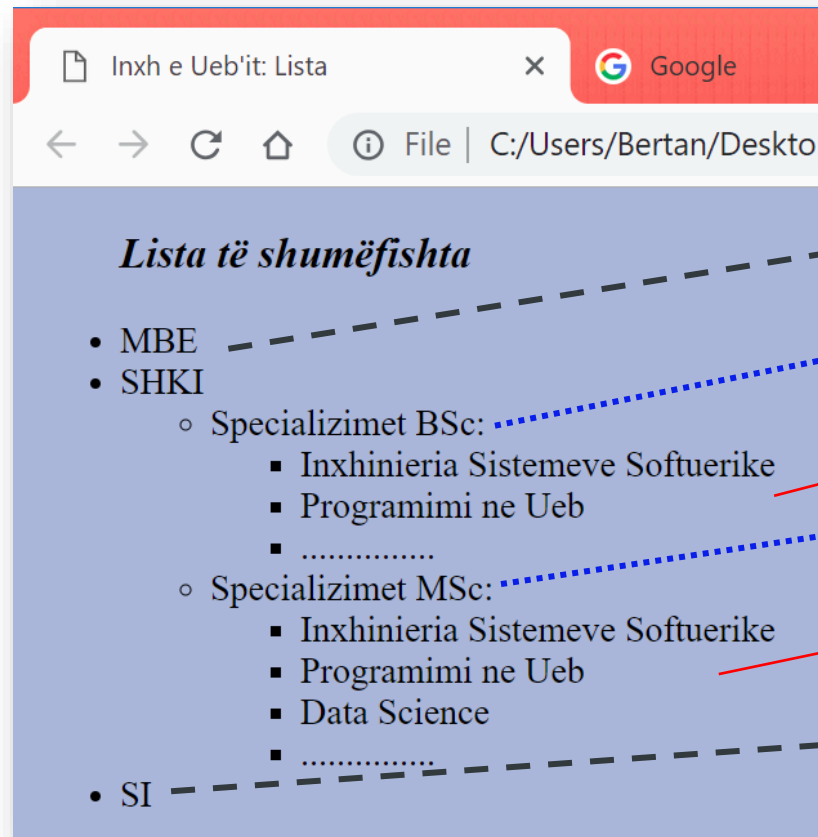 Inxh e Ueb'it: Lista
Google
File | C:/Users/Bertan/Deskto
Lista të shumëfishta
MBE
SHKI
Specializimet BSc:
Inxhinieria Sistemeve Softuerike
Programimi ne Ueb
...............
Specializimet MSc:
Inxhinieria Sistemeve Softuerike
Programimi ne Ueb
Data Science
...............
SI